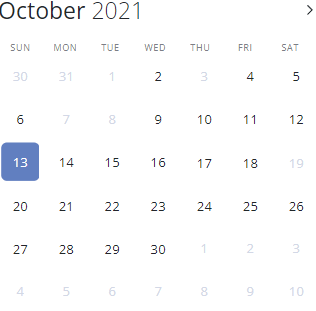 October 2021
SUN MON TUE WED THU FRI SAT
30 31 1 2 3 4 5
6 7 8 9 10 11 12
13 14 15 16 17 18 19
20 21 22 23 24 25 26
27 28 29 30 1 2 3
4 5 6 7 8 9 10